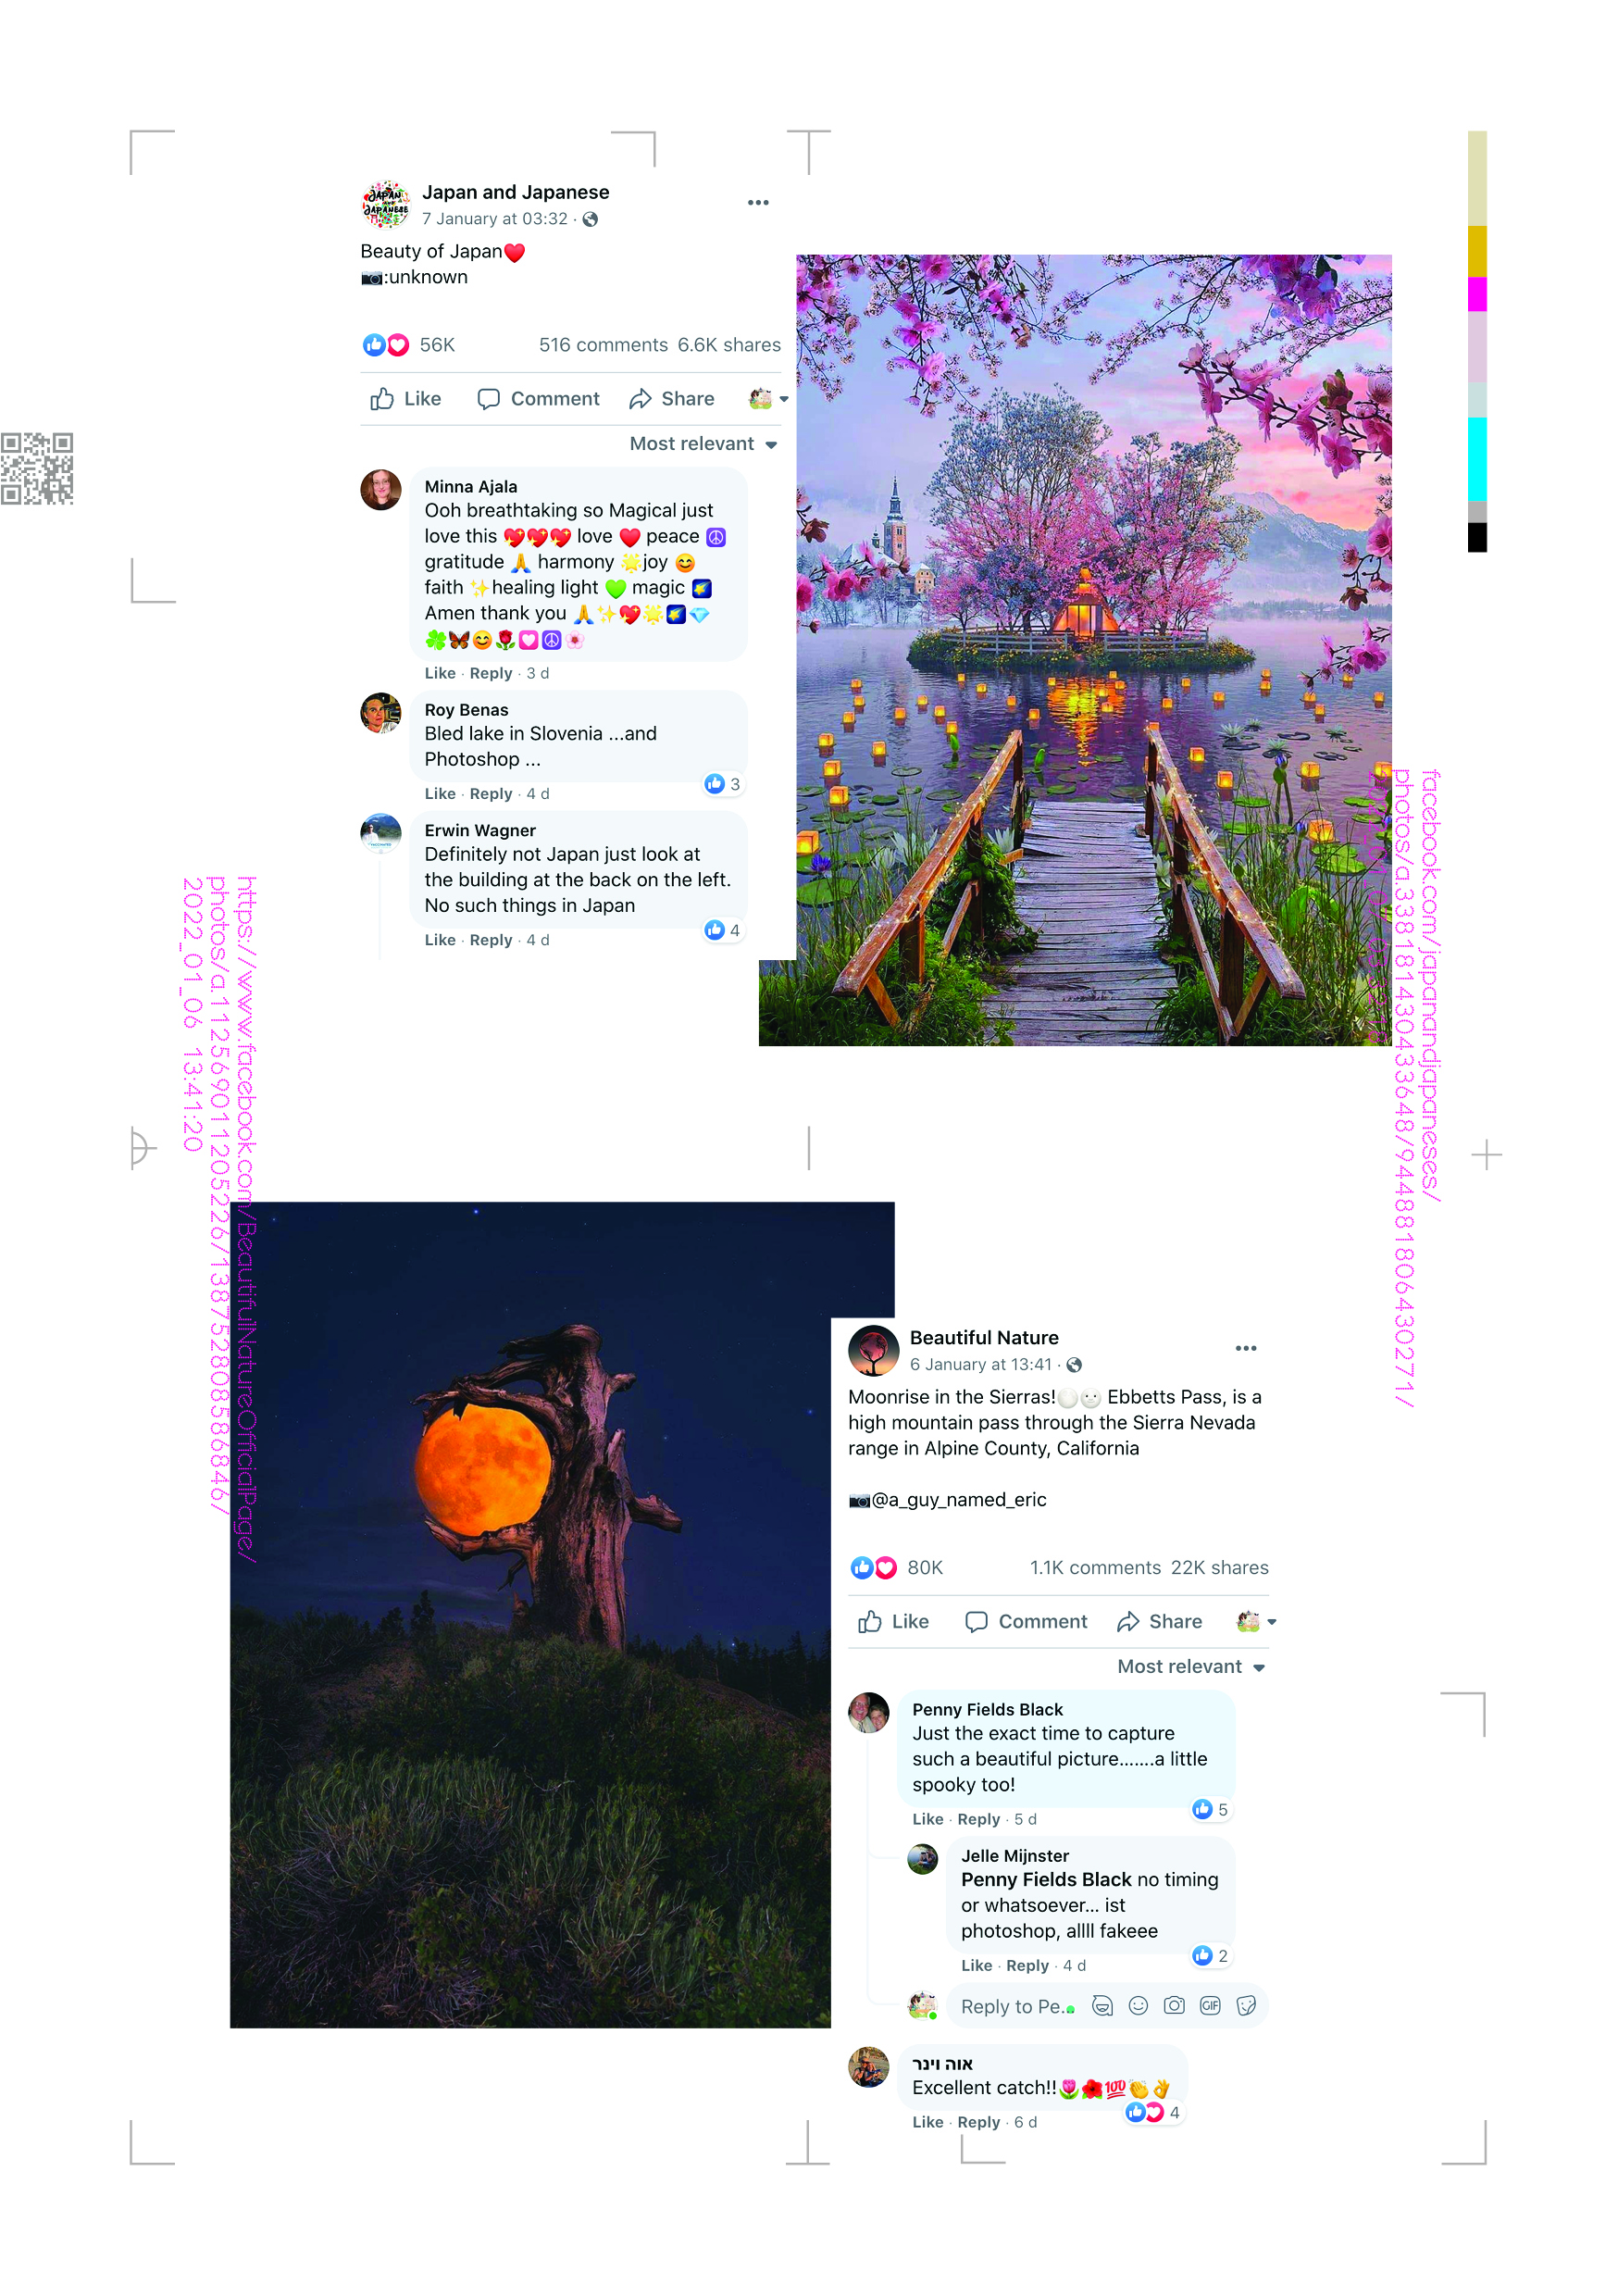 JAPAN
AND
JAPANESE
Japan and Japanese
7 January at 03:32 ·
Beauty of Japan❤️
📷:unknown
56K 516 comments 6.6K shares
Like Comment Share
Most relevant
Minna Ajala
Ooh breathtaking so Magical just
love this 💖💖💖 love ❤️ peace ☮️
gratitude 🙏 harmony 🌟joy 😊
faith ✨healing light 💚 magic 🌠
Amen thank you 🙏✨💖🌟🌠💎
🍀🦋😊🌹💟☮️🌸
Like · Reply · 3 d
Roy Benas
Bled lake in Slovenia ...and
Photoshop ...
3
Like · Reply · 4 d
Erwin Wagner
Definitely not Japan just look at
the building at the back on the left.
No such things in Japan
4
Like · Reply · 4 d
facebook.com/japanandjapaneses/
photos/a.338181430433648/944881806430271/
https://www.facebook.com/BeautifulNatureOfficialPage/
photos/a.112569011205226/138752808586846/
2022_01_06 13:41:20
Beautiful Nature
6 January at 13:41 ·
Moonrise in the Sierras!🌕🌝 Ebbetts Pass, is a
high mountain pass through the Sierra Nevada
range in Alpine County, California
📷@a_guy_named_eric
80K 1.1K comments 22K shares
Like Comment Share
Most relevant
Penny Fields Black
Just the exact time to capture
such a beautiful picture.......a little
spooky too!
5
Like · Reply · 5 d
Jelle Mijnster
Penny Fields Black no timing
or whatsoever... ist
photoshop, allll fakeee
2
Like · Reply · 4 d
Reply to Pe... GIF
אוה וינר
Excellent catch!!🌷🌺💯👏👌
4
Like · Reply · 6 d